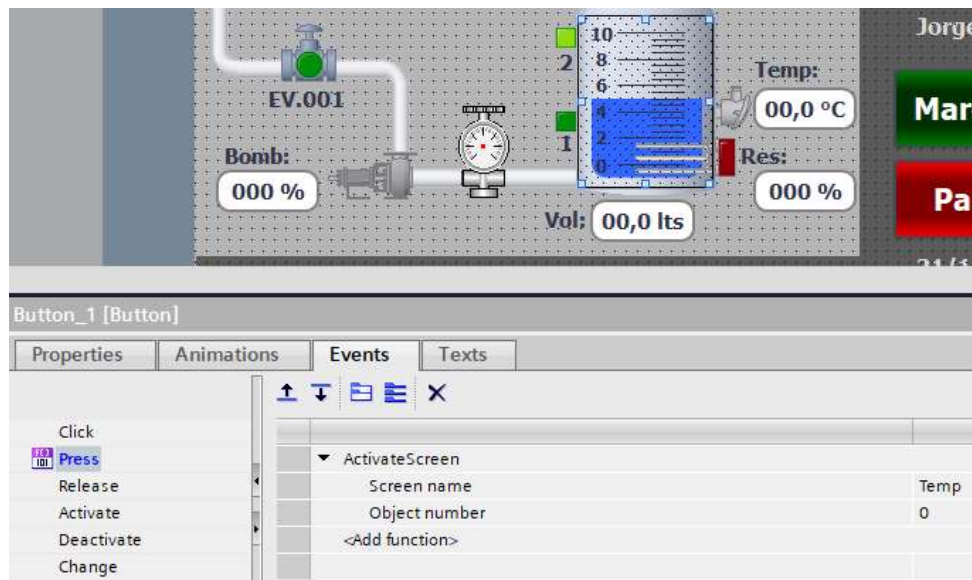 10
Jorge
2
8
Temp:
6
EV.001
4
00,0 °C
Mar
2
1
Bomb:
0
Res:
000 %
000 %
Pa
Vol:
00,0 lts
Button_1 [Button]
Properties
Animations
Events
Texts
Click
Press
ActivateScreen
Release
Screen name
Temp
Activate
Object number
0
Deactivate
<Add function>
Change